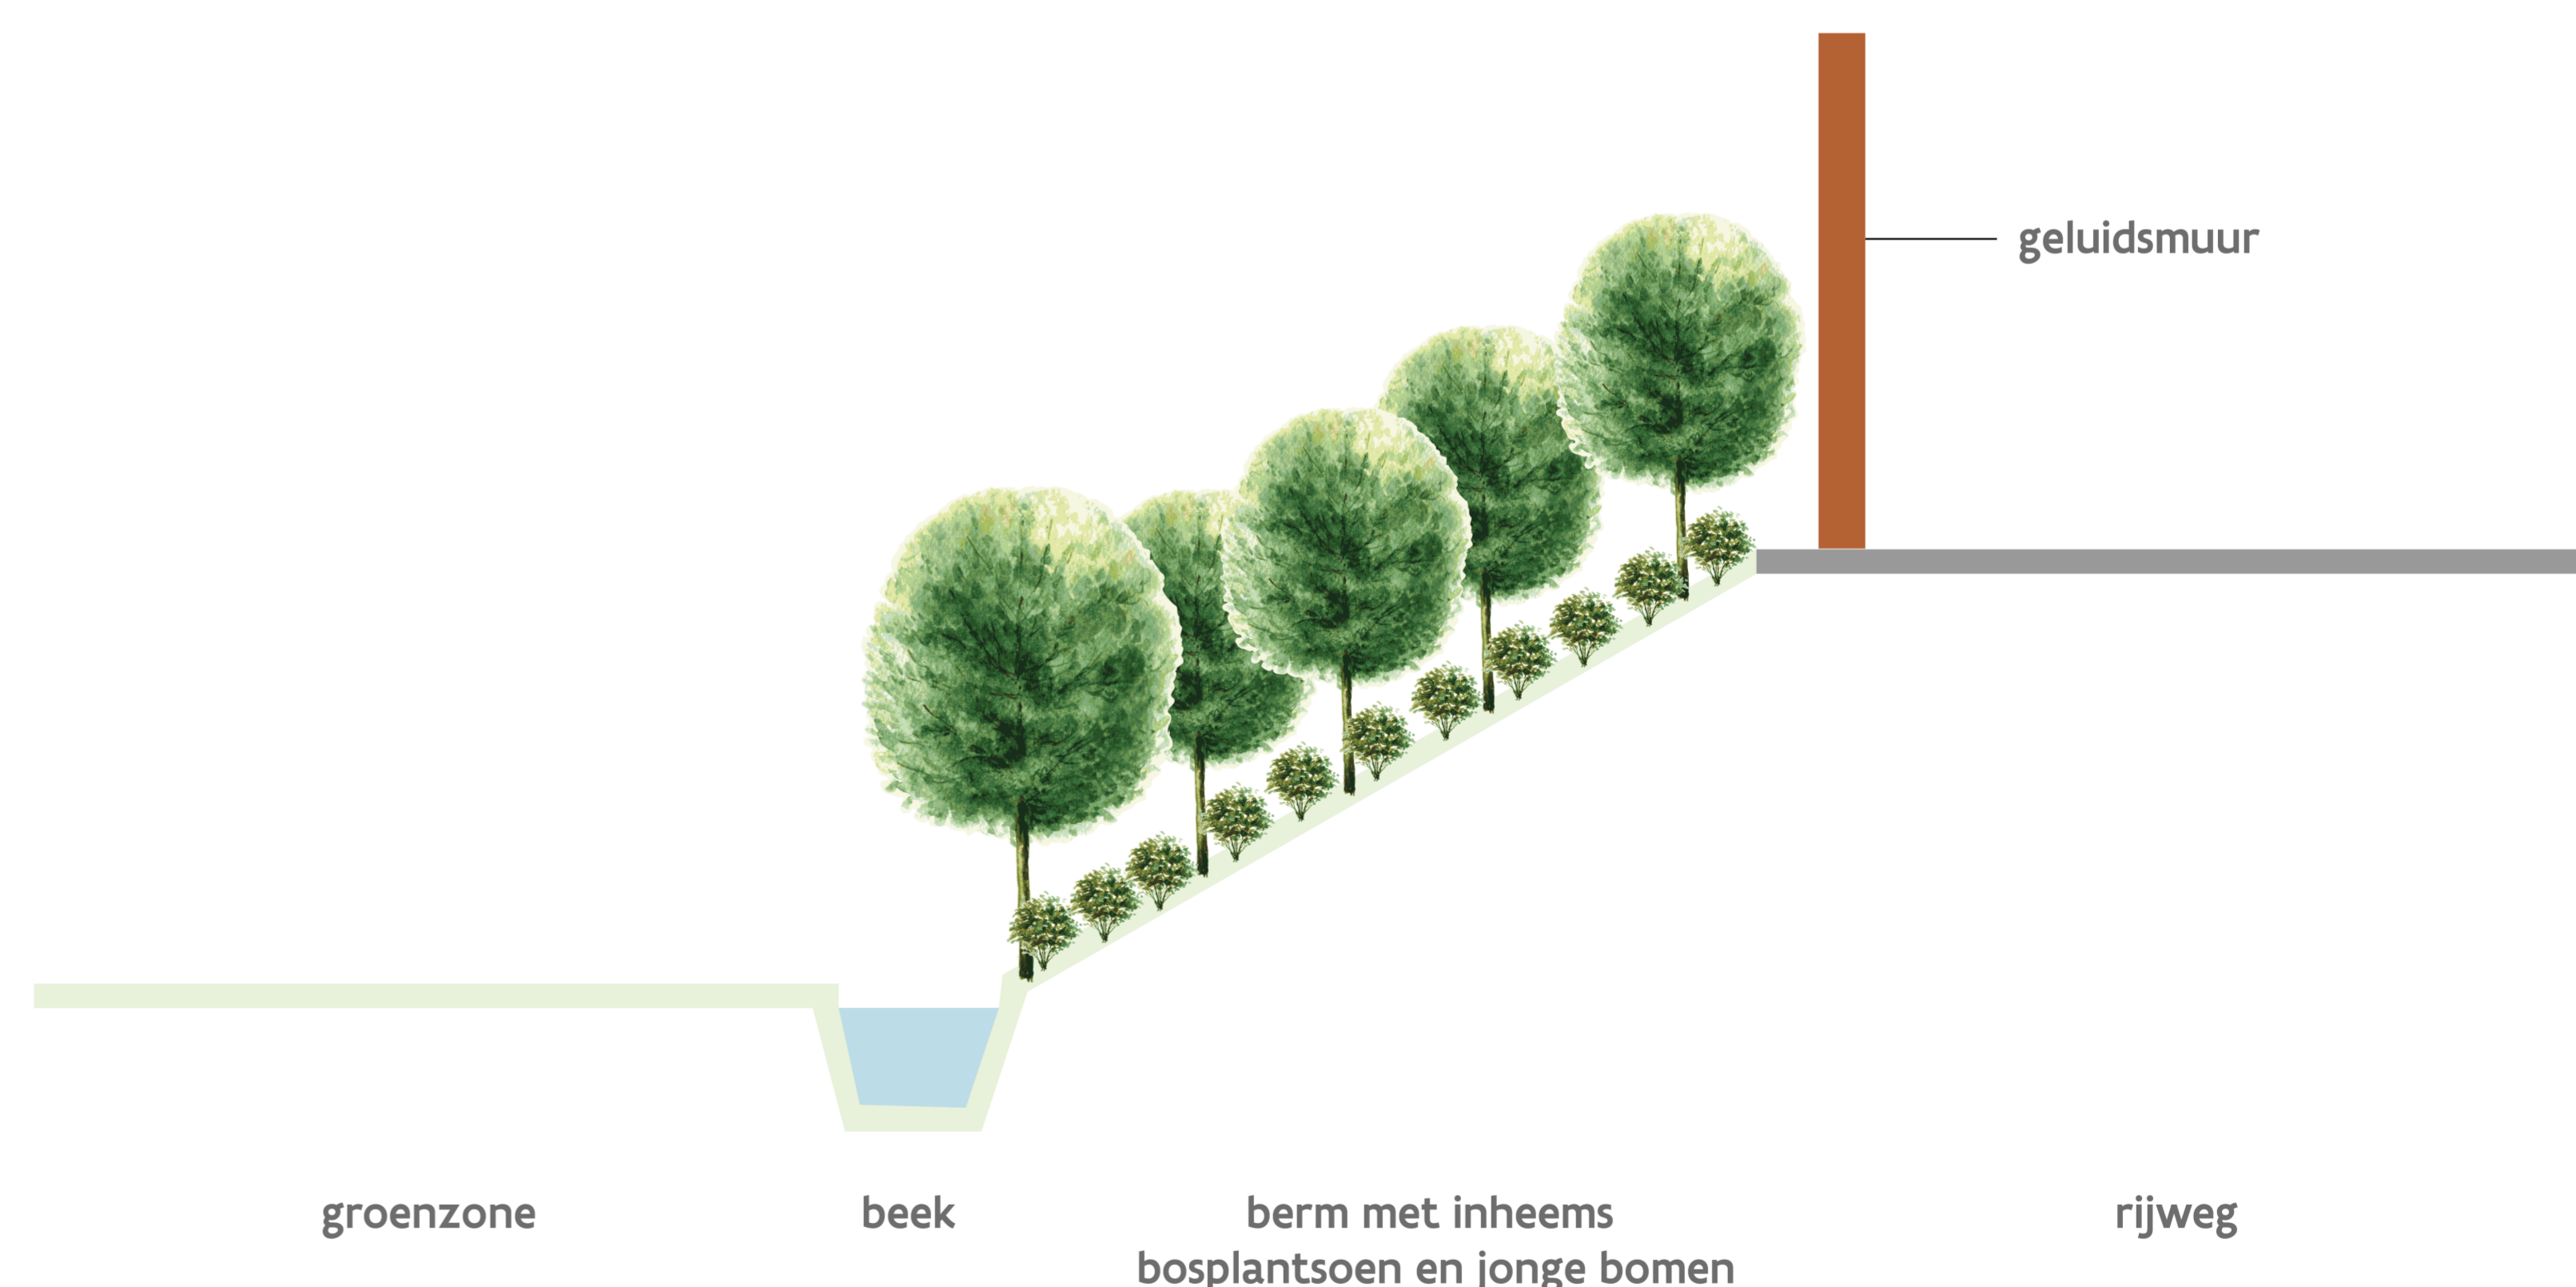 geluidsmuur
groenzone
beek
berm met inheems
bosplantsoen en jonge bomen
rijweg